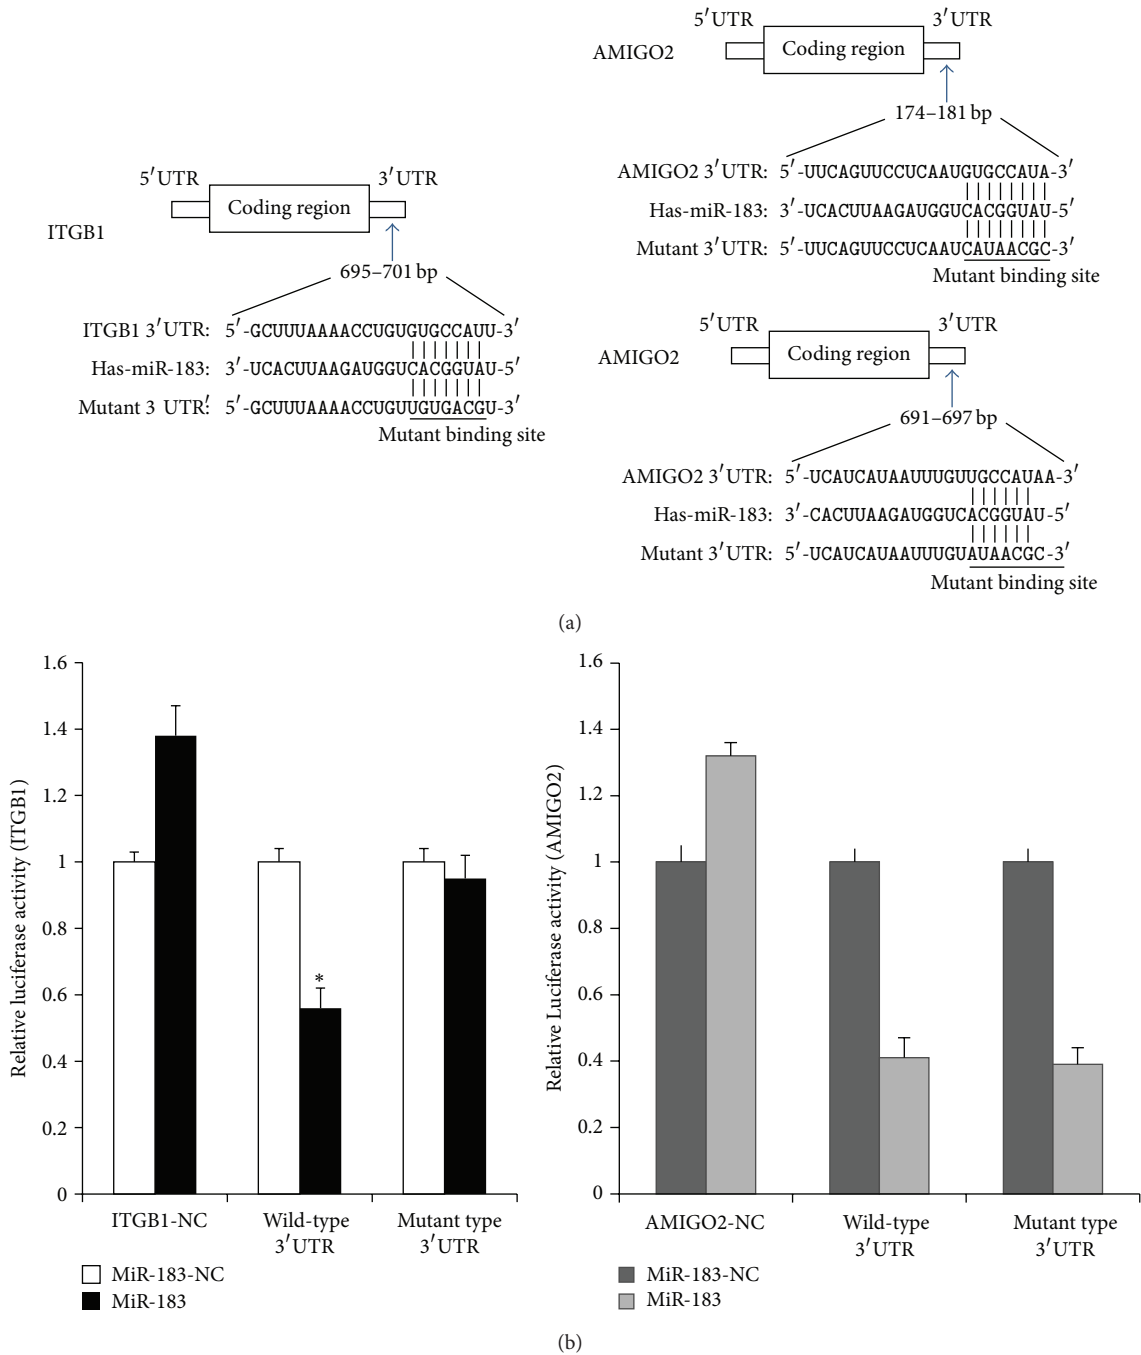 5′UTR
3′UTR
ITGB1
Coding region
695–701 bp
ITGB1 3′UTR: 5′-GCUUUAAAACCUGUGUGCCAUU-3′
Has-miR-183: 3′-UCACUUAAGAUGGUCACGGUAU-5′
Mutant 3 UTR′: 5′-GCUUUAAAACCUGUUGUGACGU-3′
Mutant binding site
5′UTR
3′UTR
AMIGO2
Coding region
174–181 bp
AMIGO2 3′UTR: 5′-UUCAGUUCCUCAAUGUGCCAUA-3′
Has-miR-183: 3′-UCACUUAAGAUGGUCACGGUAU-5′
Mutant 3′UTR: 5′-UUCAGUUCCUCAAUCAUAACGC-3′
Mutant binding site
5′UTR
3′UTR
AMIGO2
Coding region
691–697 bp
AMIGO2 3′UTR: 5′-UCAUCAUAAUUUGUUGCCAUAA-3′
Has-miR-183: 3′-CACUUAAGAUGGUCACGGUAU-5′
Mutant 3′UTR: 5′-UCAUCAUAAUUUGUAUAACGC-3′
Mutant binding site
(a)
Relative luciferase activity (ITGB1)
1.6
1.4
1.2
1
0.8
0.6
0.4
0.2
0
*
ITGB1-NC
Wild-type
3′UTR
Mutant type
3′UTR
MiR-183-NC
MiR-183
Relative Luciferase activity (AMIGO2)
1.6
1.4
1.2
1
0.8
0.6
0.4
0.2
0
AMIGO2-NC
Wild-type
3′UTR
Mutant type
3′UTR
MiR-183-NC
MiR-183
(b)